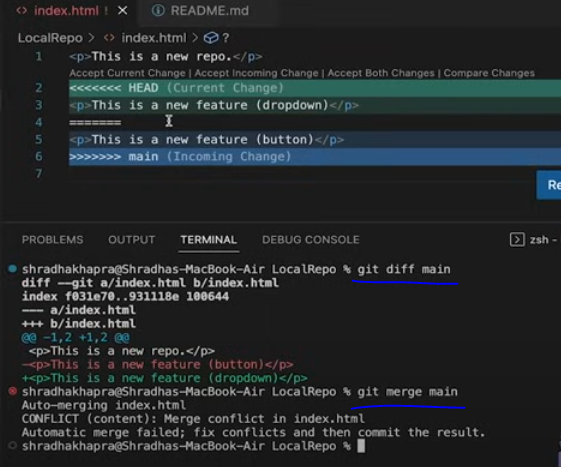 index.html ! README.md
LocalRepo > index.html > ?
1 <p>This is a new repo.</p>
Accept Current Change | Accept Incoming Change | Accept Both Changes | Compare Changes
2 <<<<<<< HEAD (Current Change)
3 <p>This is a new feature (dropdown)</p>
4 =======
5 <p>This is a new feature (button)</p>
6 >>>>>>> main (Incoming Change)
7
Re
PROBLEMS OUTPUT TERMINAL DEBUG CONSOLE zsh -
shradhakhapra@Shradhas-MacBook-Air LocalRepo % git diff main
diff --git a/index.html b/index.html
index f031e70..931118e 100644
--- a/index.html
+++ b/index.html
@@ -1,2 +1,2 @@
<p>This is a new repo.</p>
-<p>This is a new feature (button)</p>
+<p>This is a new feature (dropdown)</p>
shradhakhapra@Shradhas-MacBook-Air LocalRepo % git merge main
Auto-merging index.html
CONFLICT (content): Merge conflict in index.html
Automatic merge failed; fix conflicts and then commit the result.
shradhakhapra@Shradhas-MacBook-Air LocalRepo %